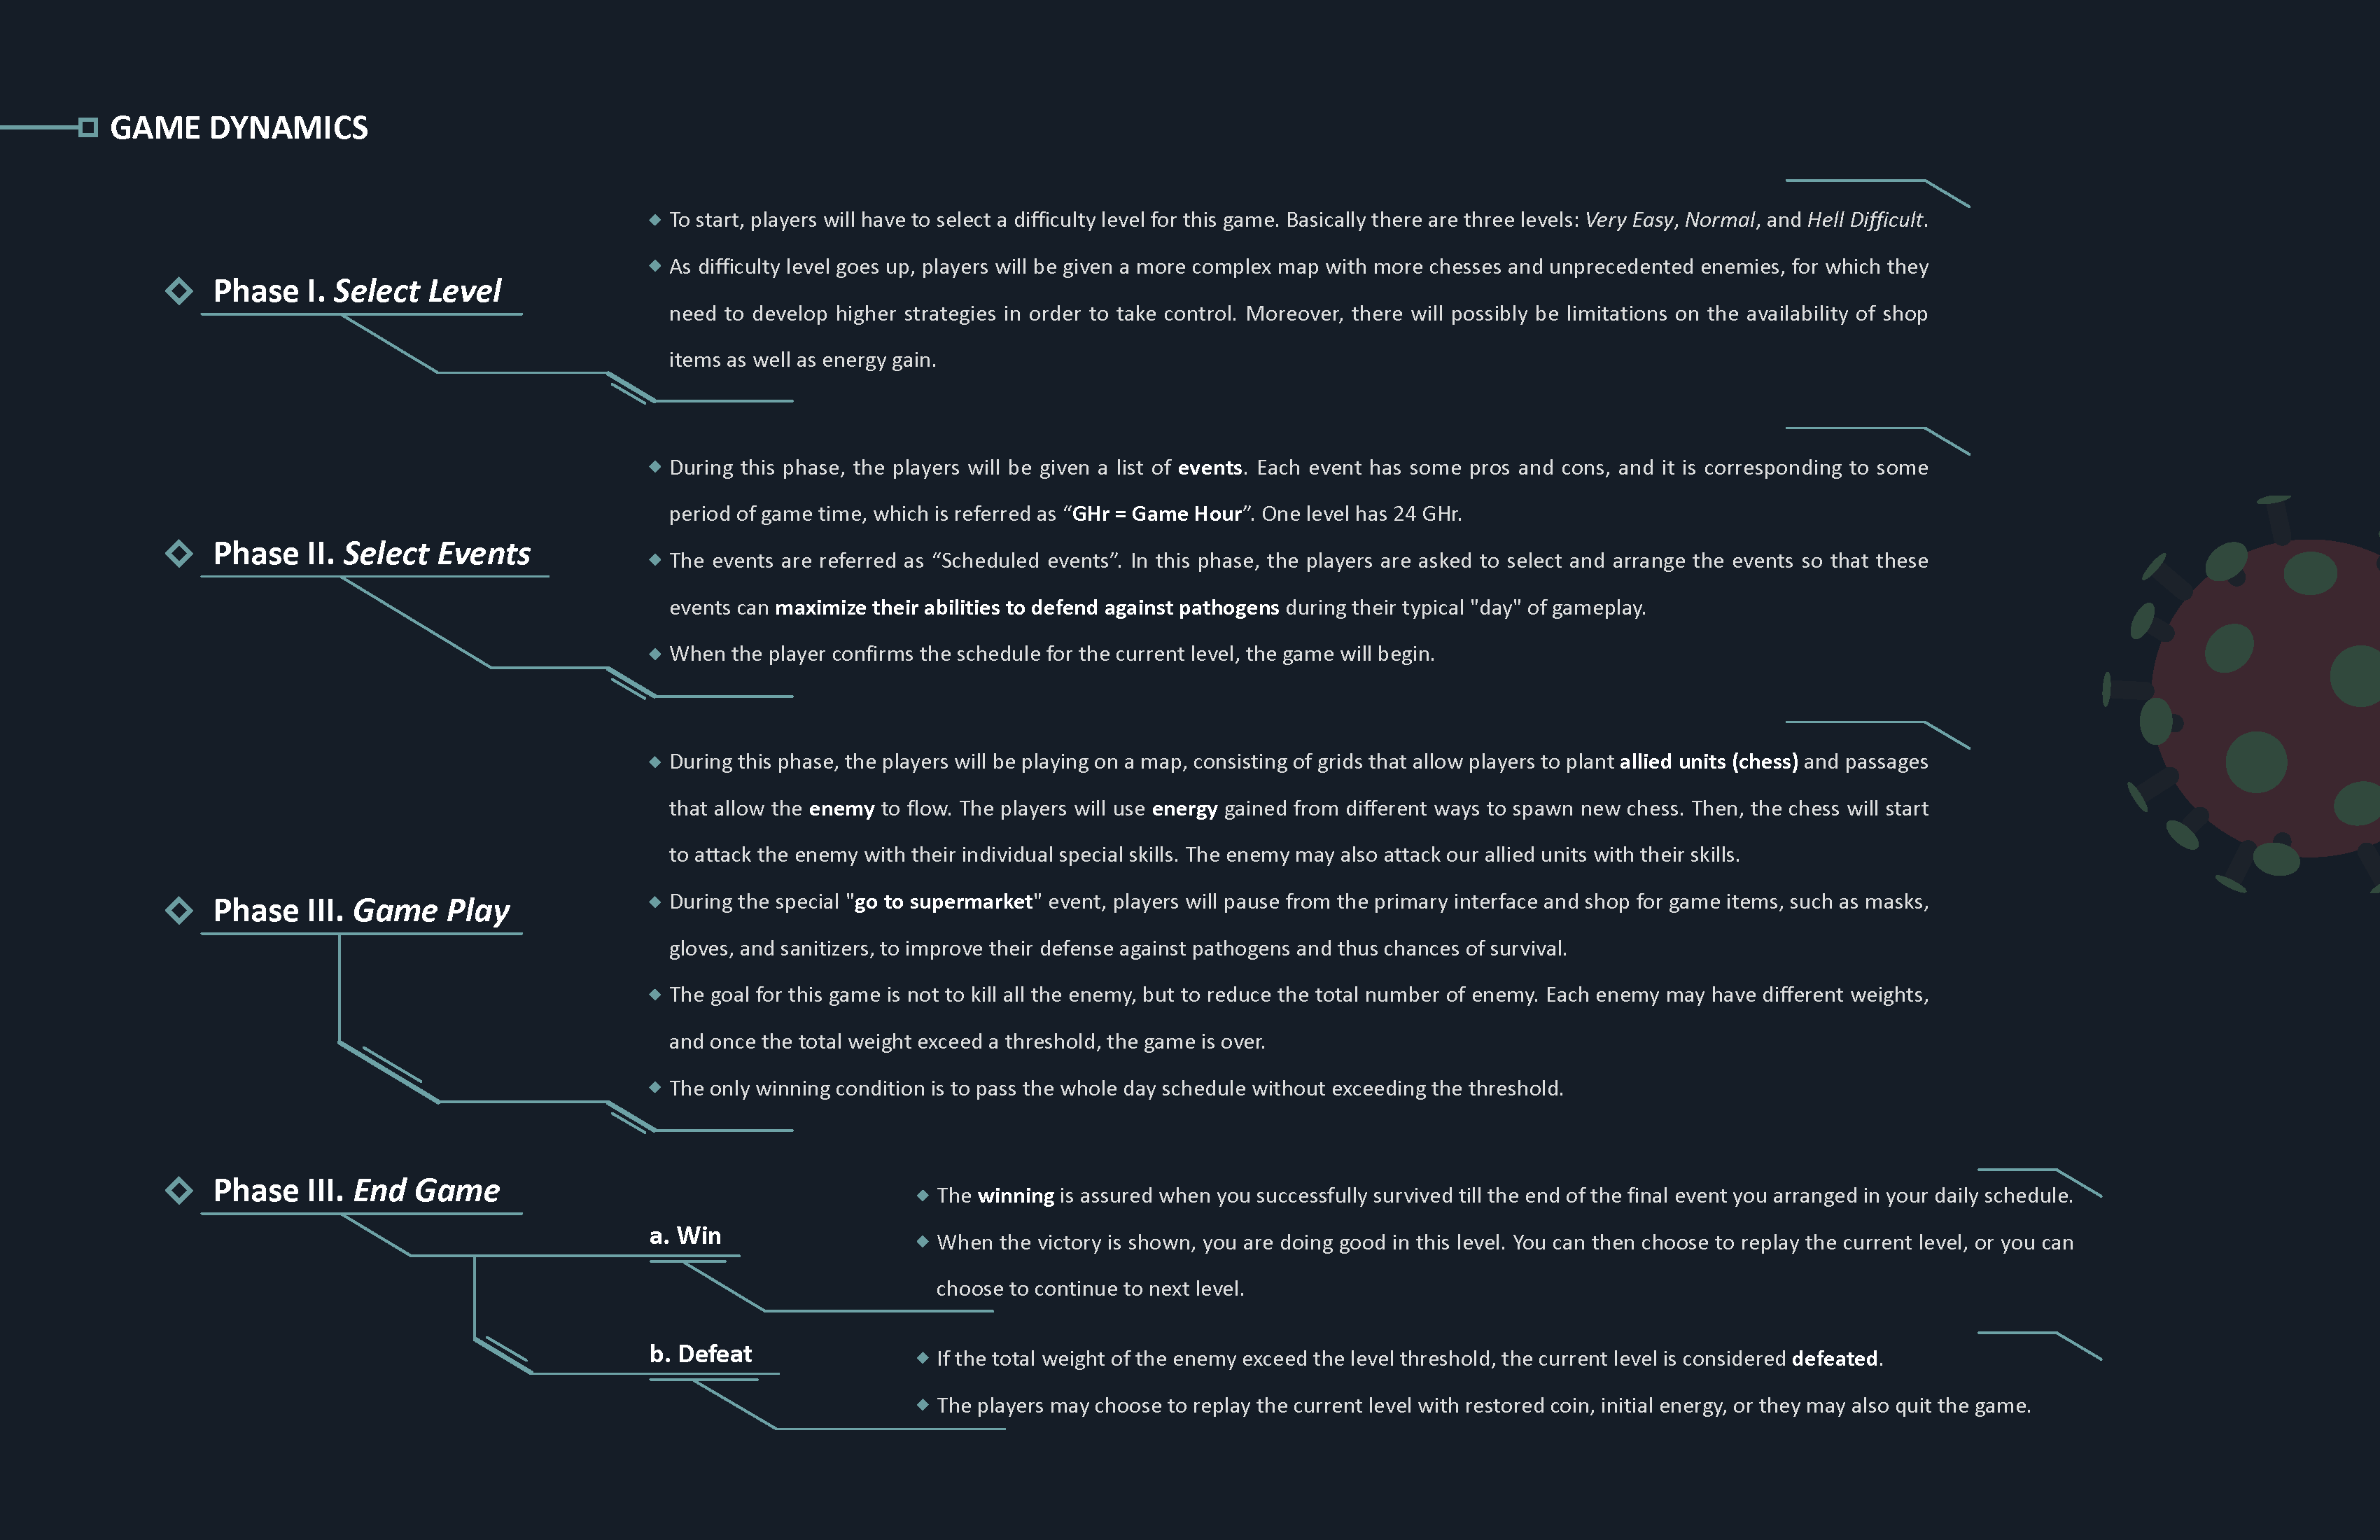 GAME DYNAMICS
Phase I. Select Level
To start, players will have to select a difficulty level for this game. Basically there are three levels: Very Easy, Normal, and Hell Difficult.
As difficulty level goes up, players will be given a more complex map with more chesses and unprecedented enemies, for which they
need to develop higher strategies in order to take control. Moreover, there will possibly be limitations on the availability of shop
items as well as energy gain.
Phase II. Select Events
During this phase, the players will be given a list of events. Each event has some pros and cons, and it is corresponding to some
period of game time, which is referred as “GHr = Game Hour”. One level has 24 GHr.
The events are referred as “Scheduled events”. In this phase, the players are asked to select and arrange the events so that these
events can maximize their abilities to defend against pathogens during their typical "day" of gameplay.
When the player confirms the schedule for the current level, the game will begin.
Phase III. Game Play
During this phase, the players will be playing on a map, consisting of grids that allow players to plant allied units (chess) and passages
that allow the enemy to flow. The players will use energy gained from different ways to spawn new chess. Then, the chess will start
to attack the enemy with their individual special skills. The enemy may also attack our allied units with their skills.
During the special "go to supermarket" event, players will pause from the primary interface and shop for game items, such as masks,
gloves, and sanitizers, to improve their defense against pathogens and thus chances of survival.
The goal for this game is not to kill all the enemy, but to reduce the total number of enemy. Each enemy may have different weights,
and once the total weight exceed a threshold, the game is over.
The only winning condition is to pass the whole day schedule without exceeding the threshold.
Phase III. End Game
a. Win
The winning is assured when you successfully survived till the end of the final event you arranged in your daily schedule.
When the victory is shown, you are doing good in this level. You can then choose to replay the current level, or you can
choose to continue to next level.
b. Defeat
If the total weight of the enemy exceed the level threshold, the current level is considered defeated.
The players may choose to replay the current level with restored coin, initial energy, or they may also quit the game.